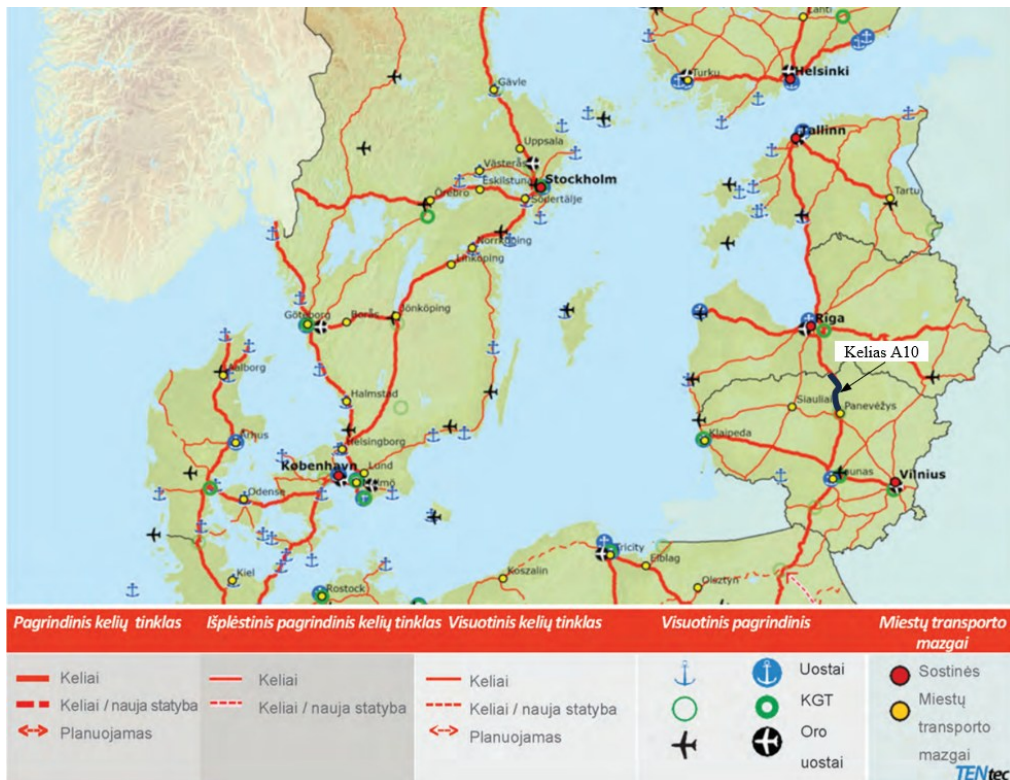 Lahti
Turku
Helsinki
Gävle
Tallinn
Uppsala
Västerås
Eskilstuna
Stockholm
Örebro
Södertälje
Tartu
Norrköping
Linköping
Göteborg
Borås
Jönköping
Rīga
Kelias A10
Aalborg
Halmstad
Siauliai
Panevėžys
Århus
Helsingborg
Klaipeda
København
Lund
Malmö
Kaunas
Vilnius
Odense
Tricity
Elblag
Kiel
Koszalin
Olsztyn
Rostock
Pagrindinis kelių tinklas
Išplėstinis pagrindinis kelių tinklas
Visuotinis kelių tinklas
Visuotinis pagrindinis
Miestų transporto
mazgai
Keliai
Keliai / nauja statyba
Planuojamas
Keliai
Keliai / nauja statyba
Keliai
Keliai / nauja statyba
Planuojamas
Uostai
KGT
Oro
uostai
Sostinės
Miestų
transporto
mazgai
TENtec